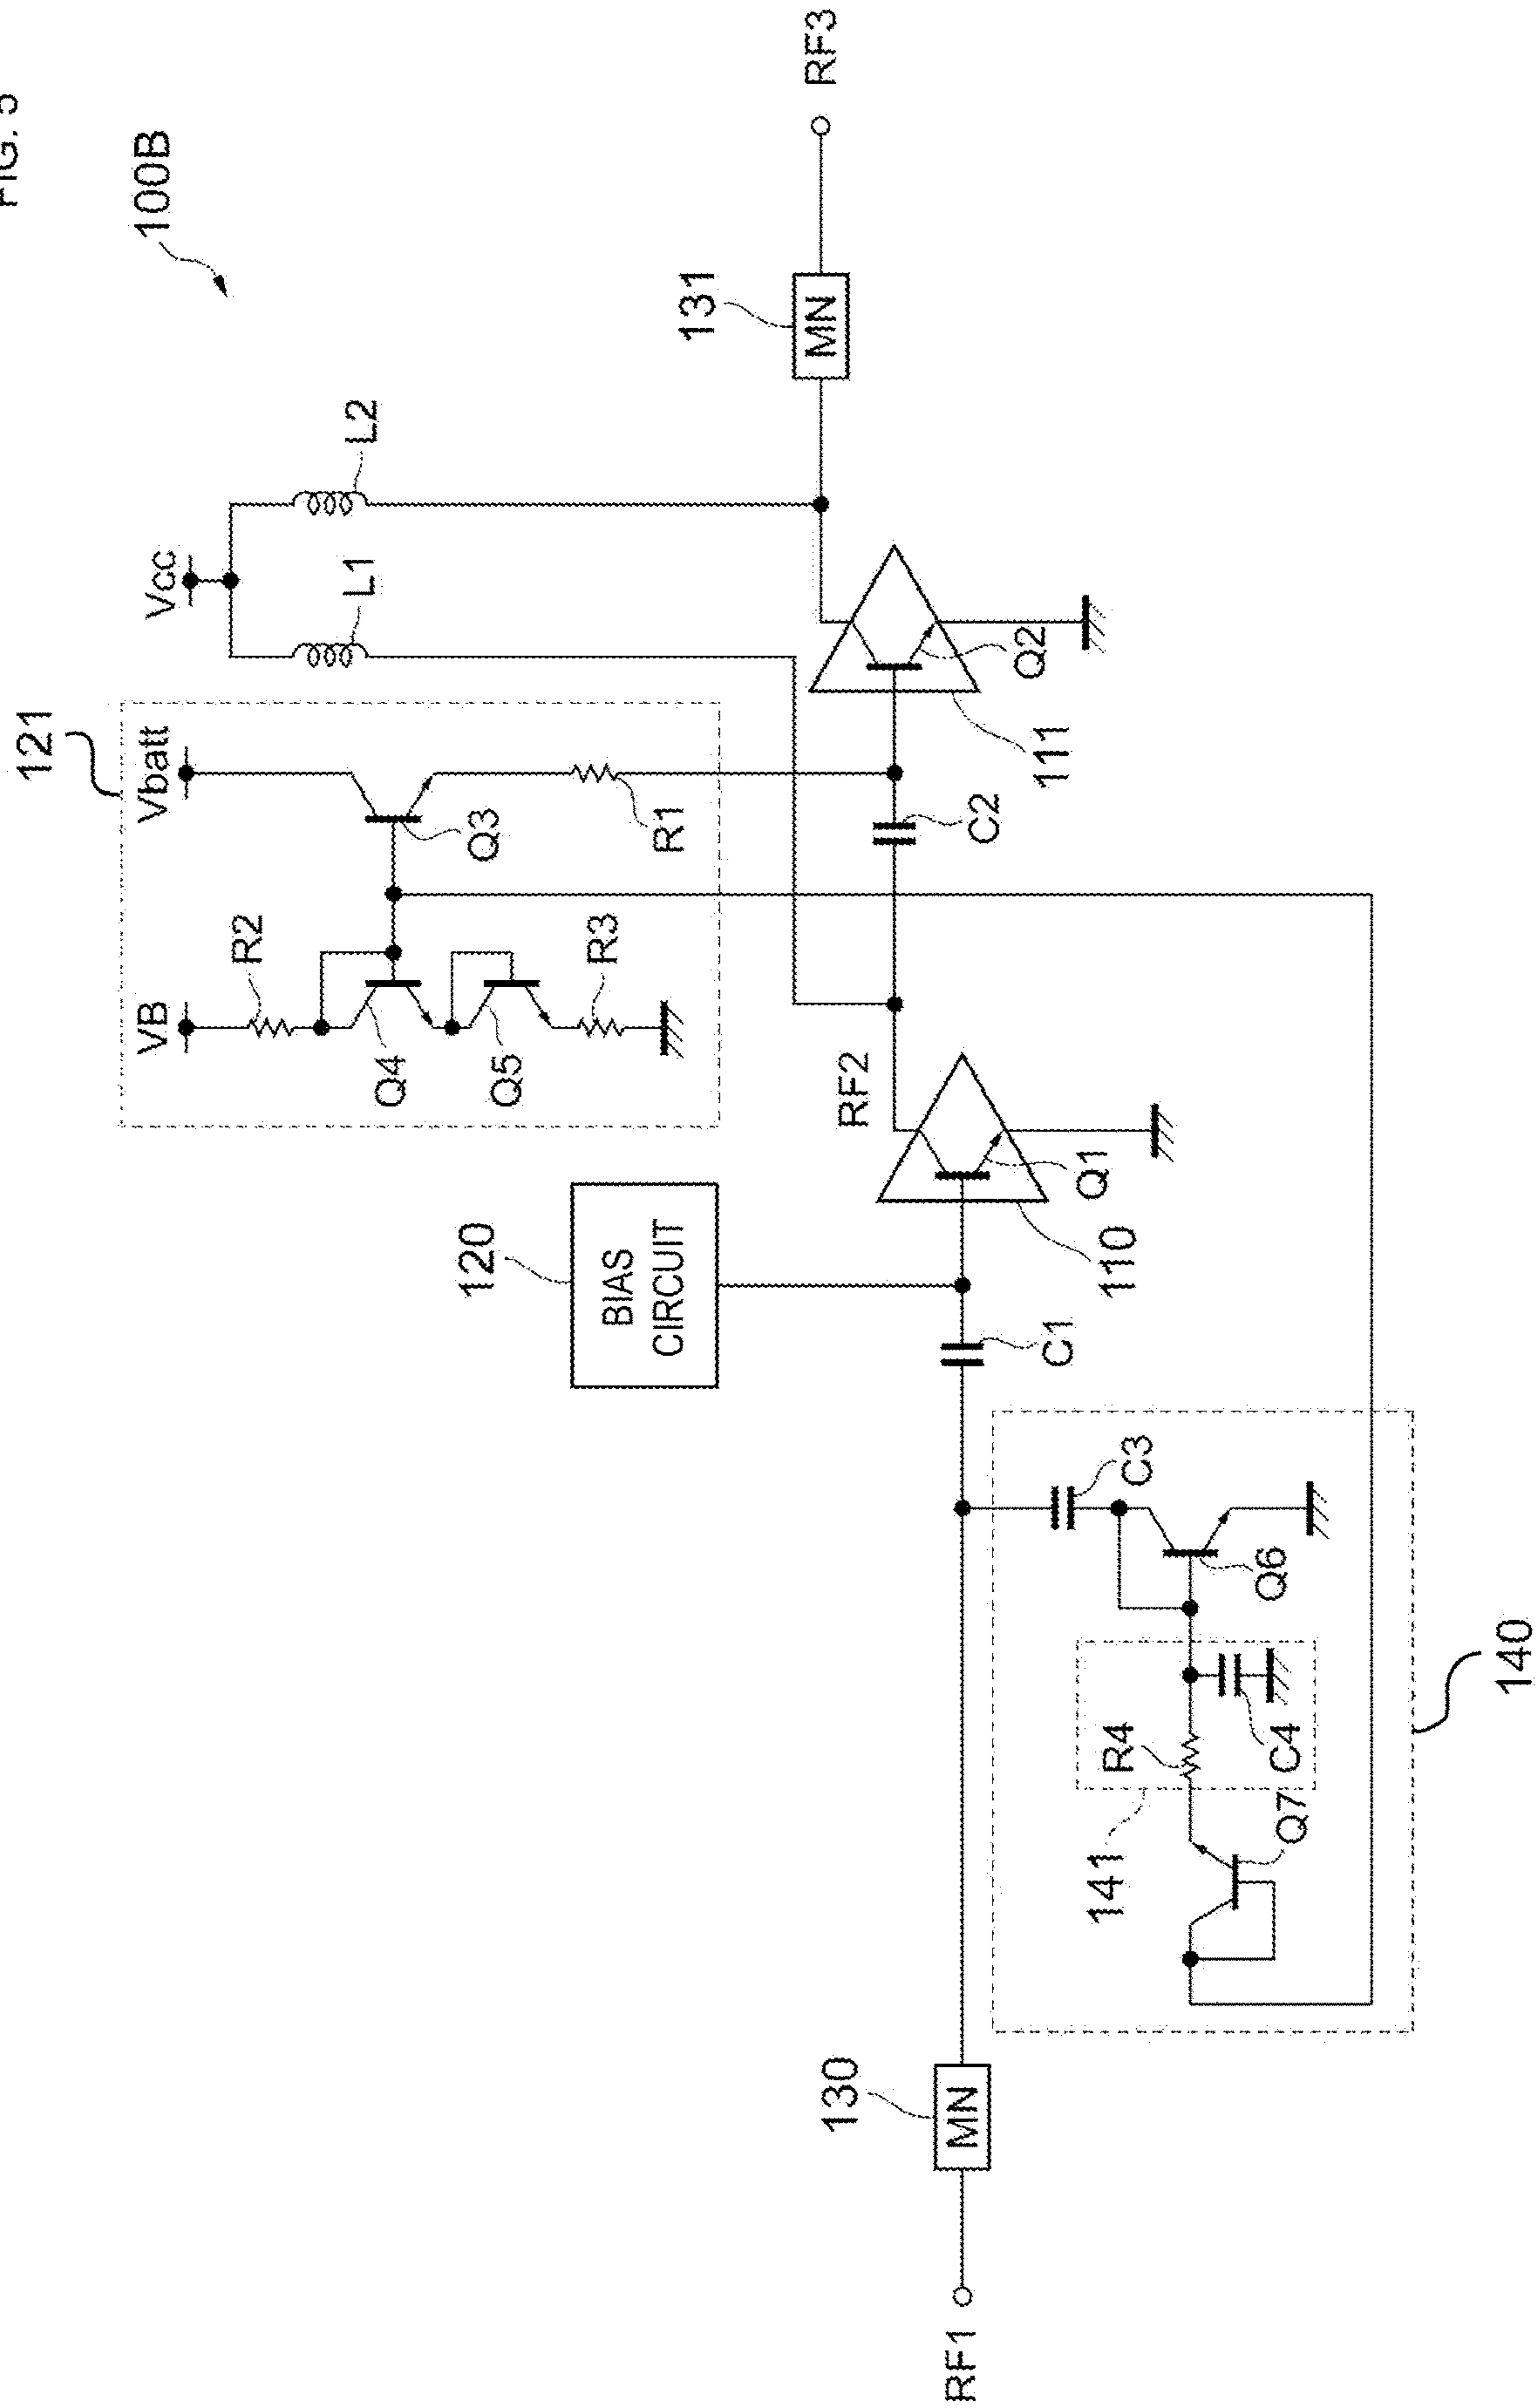 FIG. 5
100B
121
Vcc
VB
Vbatt
R2
L1
L2
Q4
Q3
Q5
R3
R1
120
BIAS
CIRCUIT
131
MN
RF3
RF2
C2
111
Q2
130
MN
RF1
C1
110
Q1
C3
141
R4
Q6
Q7
C4
140